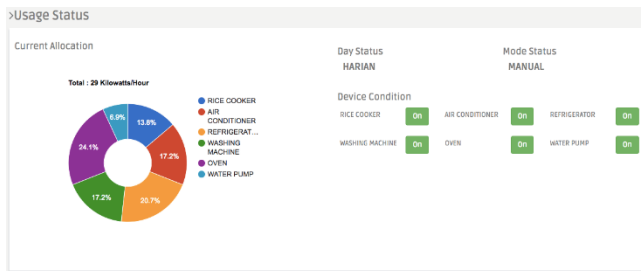 >Usage Status
Current Allocation
Total : 29 Kilowatts/Hour
13.8%
17.2%
20.7%
17.2%
24.1%
6.9%
RICE COOKER
AIR
CONDITIONER
REFRIGERAT...
WASHING
MACHINE
OVEN
WATER PUMP
Day Status
HARIAN
Mode Status
MANUAL
Device Condition
RICE COOKER On AIR CONDITIONER On REFRIGERATOR On
WASHING MACHINE On OVEN On WATER PUMP On